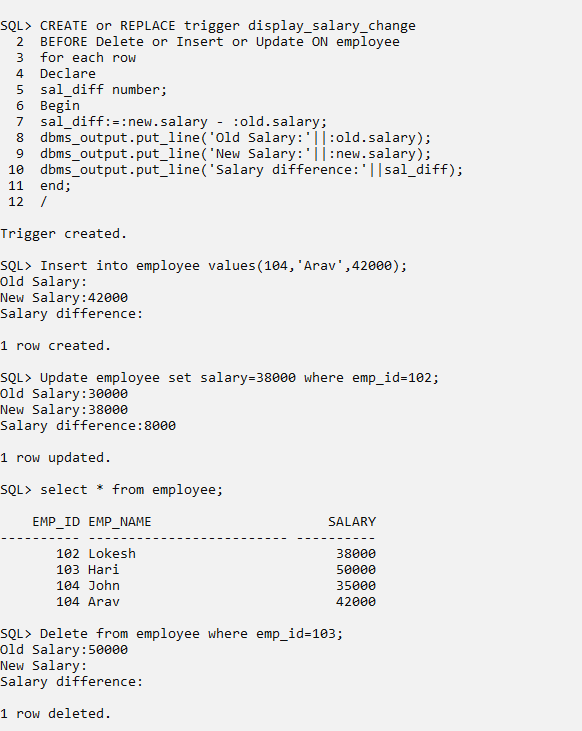 SQL> CREATE or REPLACE trigger display_salary_change
  2  BEFORE Delete or Insert or Update ON employee
  3  for each row
  4  Declare
  5  sal_diff number;
  6  Begin
  7  sal_diff:=:new.salary - :old.salary;
  8  dbms_output.put_line('Old Salary:'||:old.salary);
  9  dbms_output.put_line('New Salary:'||:new.salary);
 10  dbms_output.put_line('Salary difference:'||sal_diff);
 11  end;
 12  /
Trigger created.
SQL> Insert into employee values(104,'Arav',42000);
Old Salary:
New Salary:42000
Salary difference:
1 row created.
SQL> Update employee set salary=38000 where emp_id=102;
Old Salary:30000
New Salary:38000
Salary difference:8000
1 row updated.
SQL> select * from employee;
    EMP_ID EMP_NAME                      SALARY
---------- ------------------------- ----------
       102 Lokesh                         38000
       103 Hari                           50000
       104 John                           35000
       104 Arav                           42000
SQL> Delete from employee where emp_id=103;
Old Salary:50000
New Salary:
Salary difference:
1 row deleted.